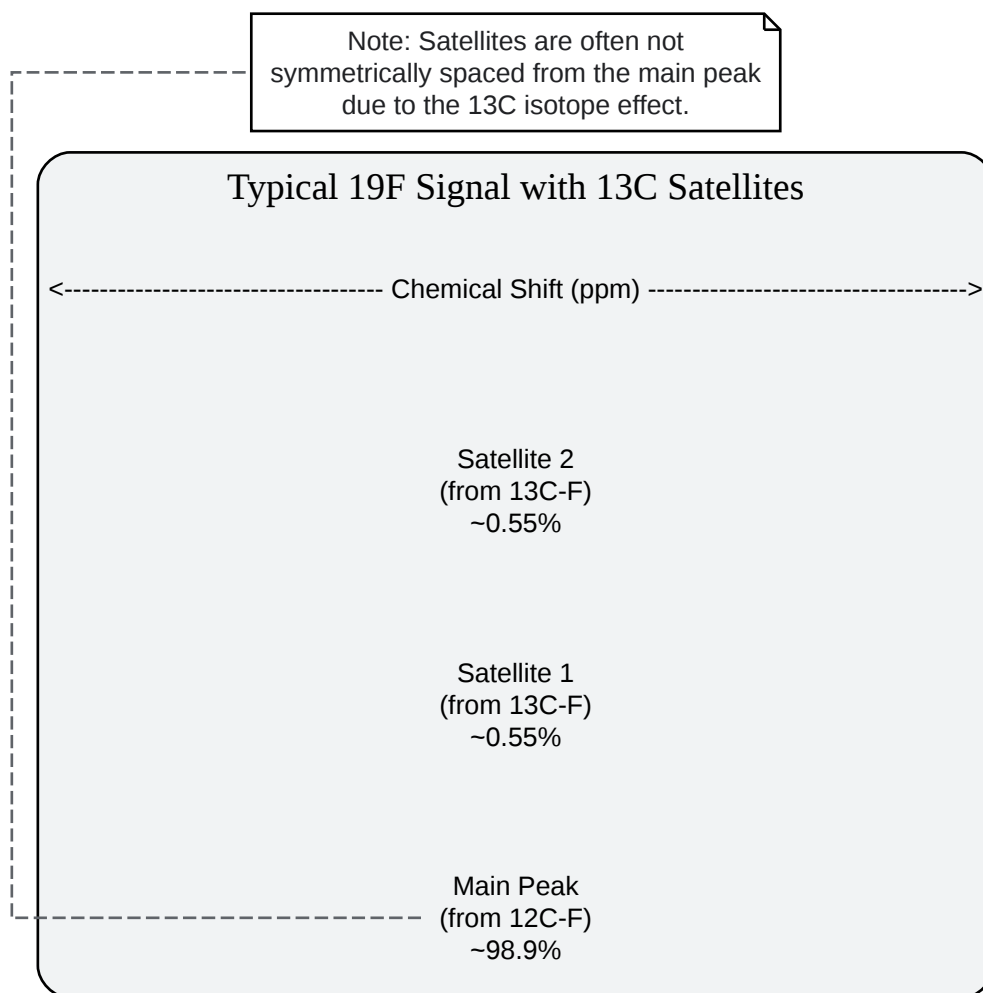 Note: Satellites are often not
symmetrically spaced from the main peak
due to the 13C isotope effect.
Typical 19F Signal with 13C Satellites
<----------------------------------- Chemical Shift (ppm) ----------------------------------->
Satellite 2
(from 13C-F)
~0.55%
Satellite 1
(from 13C-F)
~0.55%
Main Peak
(from 12C-F)
~98.9%